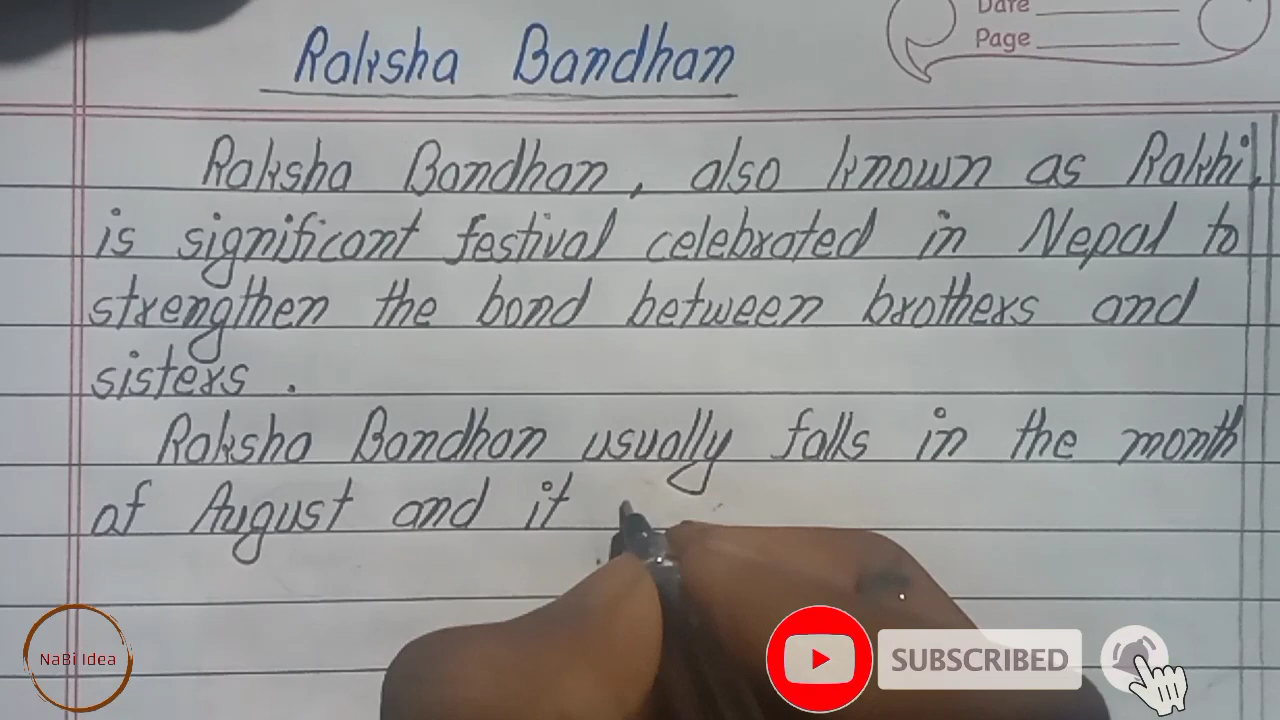 Date
Page
Raksha Bandhan
Raksha Bandhan, also known as Rakhi,
is significant festival celebrated in Nepal to
strengthen the bond between brothers and
sisters.
Raksha Bandhan usually falls in the month
of August and it
NaBi Idea
SUBSCRIBED